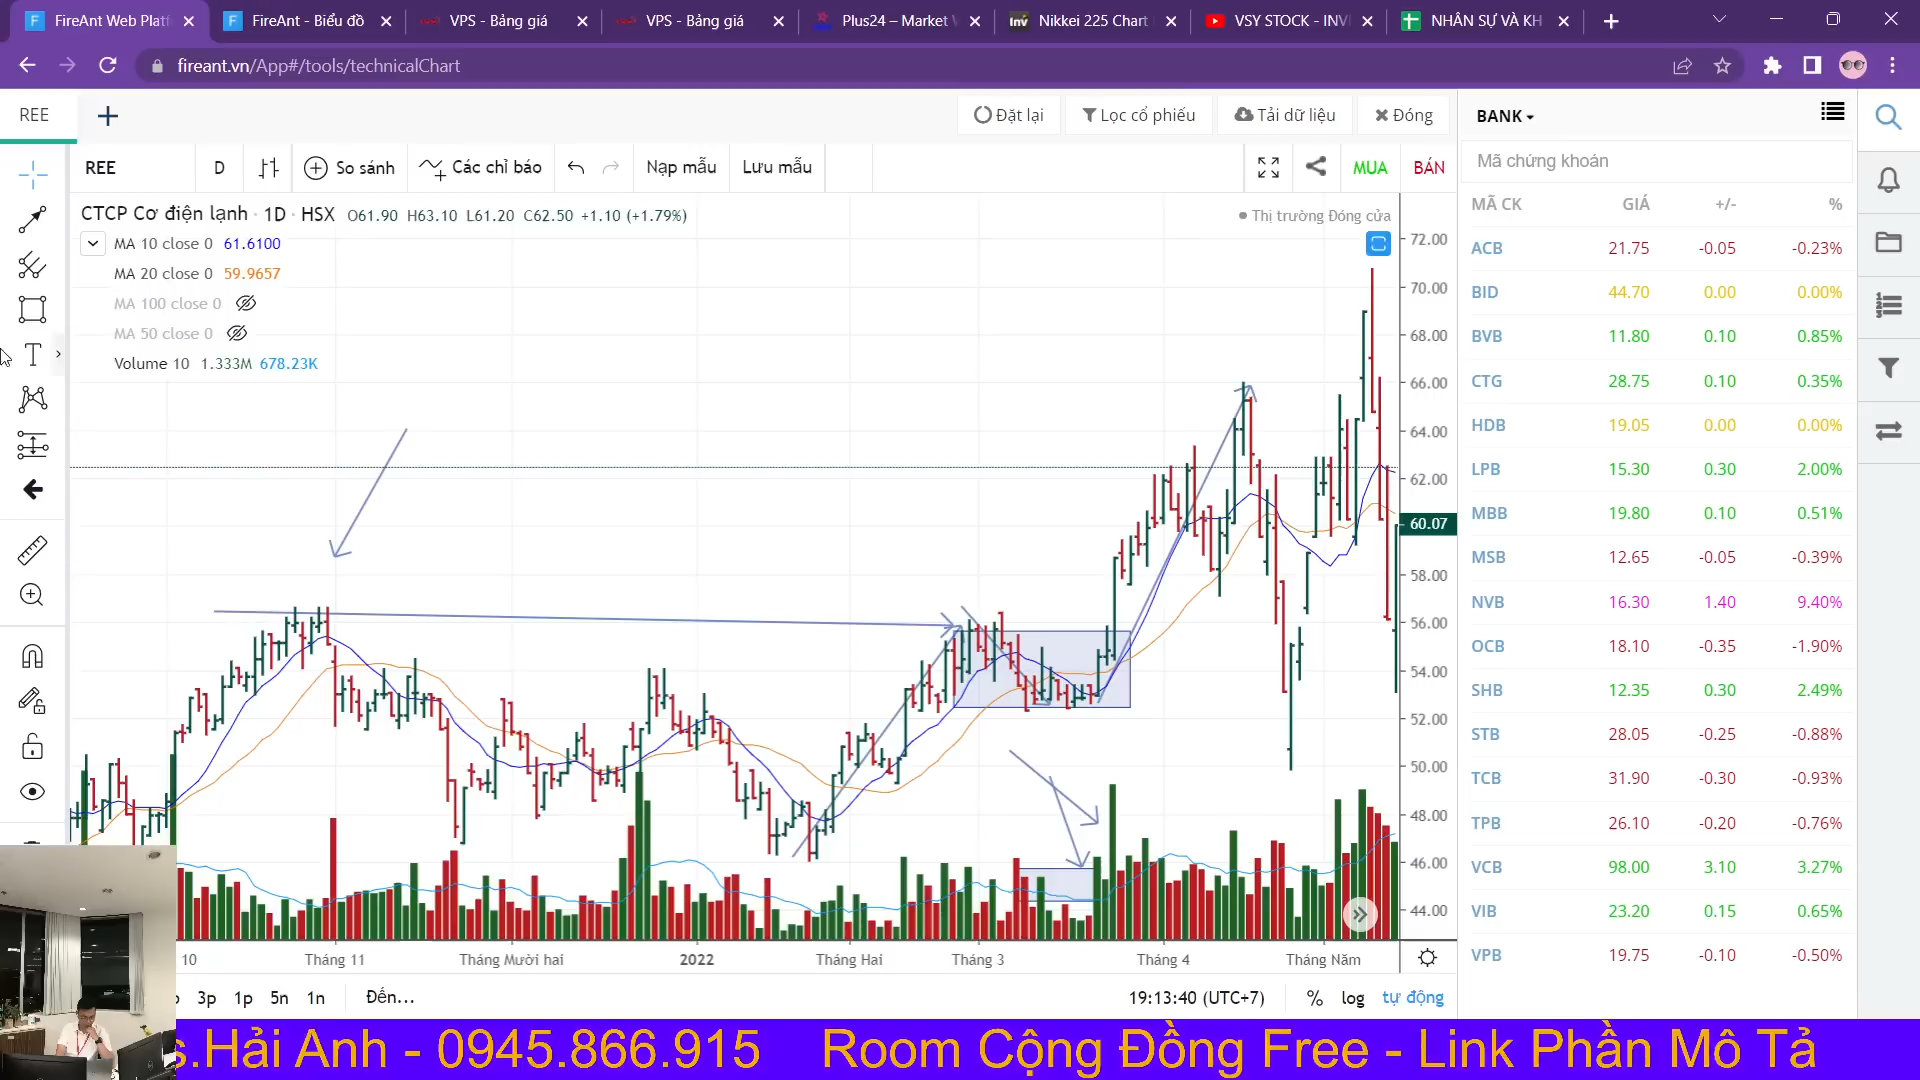 FireAnt Web Platf
FireAnt - Biểu đồ
VPS - Bảng giá
VPS - Bảng giá
Plus24 – Market
Nikkei 225 Chart
VSY STOCK - INV
NHÂN SỰ VÀ KH
fireant.vn/App#/tools/technicalChart
REE
Đặt lại
Lọc cổ phiếu
Tải dữ liệu
Đóng
BANK
REE
D
So sánh
Các chỉ báo
Nạp mẫu
Lưu mẫu
MUA
BÁN
Mã chứng khoán
CTCP Cơ điện lạnh · 1D · HSX O61.90 H63.10 L61.20 C62.50 +1.10 (+1.79%)
Thị trường Đóng cửa
MA 10 close 0 61.6100
MA 20 close 0 59.9657
MA 100 close 0
MA 50 close 0
Volume 10 1.333M 678.23K
72.00
70.00
68.00
66.00
64.00
62.00
60.07
58.00
56.00
54.00
52.00
50.00
48.00
46.00
44.00
MÃ CK GIÁ +/- %
ACB 21.75 -0.05 -0.23%
BID 44.70 0.00 0.00%
BVB 11.80 0.10 0.85%
CTG 28.75 0.10 0.35%
HDB 19.05 0.00 0.00%
LPB 15.30 0.30 2.00%
MBB 19.80 0.10 0.51%
MSB 12.65 -0.05 -0.39%
NVB 16.30 1.40 9.40%
OCB 18.10 -0.35 -1.90%
SHB 12.35 0.30 2.49%
STB 28.05 -0.25 -0.88%
TCB 31.90 -0.30 -0.93%
TPB 26.10 -0.20 -0.76%
VCB 98.00 3.10 3.27%
VIB 23.20 0.15 0.65%
VPB 19.75 -0.10 -0.50%
10 Tháng 11 Tháng Mười hai 2022 Tháng Hai Tháng 3 Tháng 4 Tháng Năm
3p 1p 5n 1n Đến...
19:13:40 (UTC+7) % log tự động
s.Hải Anh - 0945.866.915 Room Cộng Đồng Free - Link Phần Mô Tả